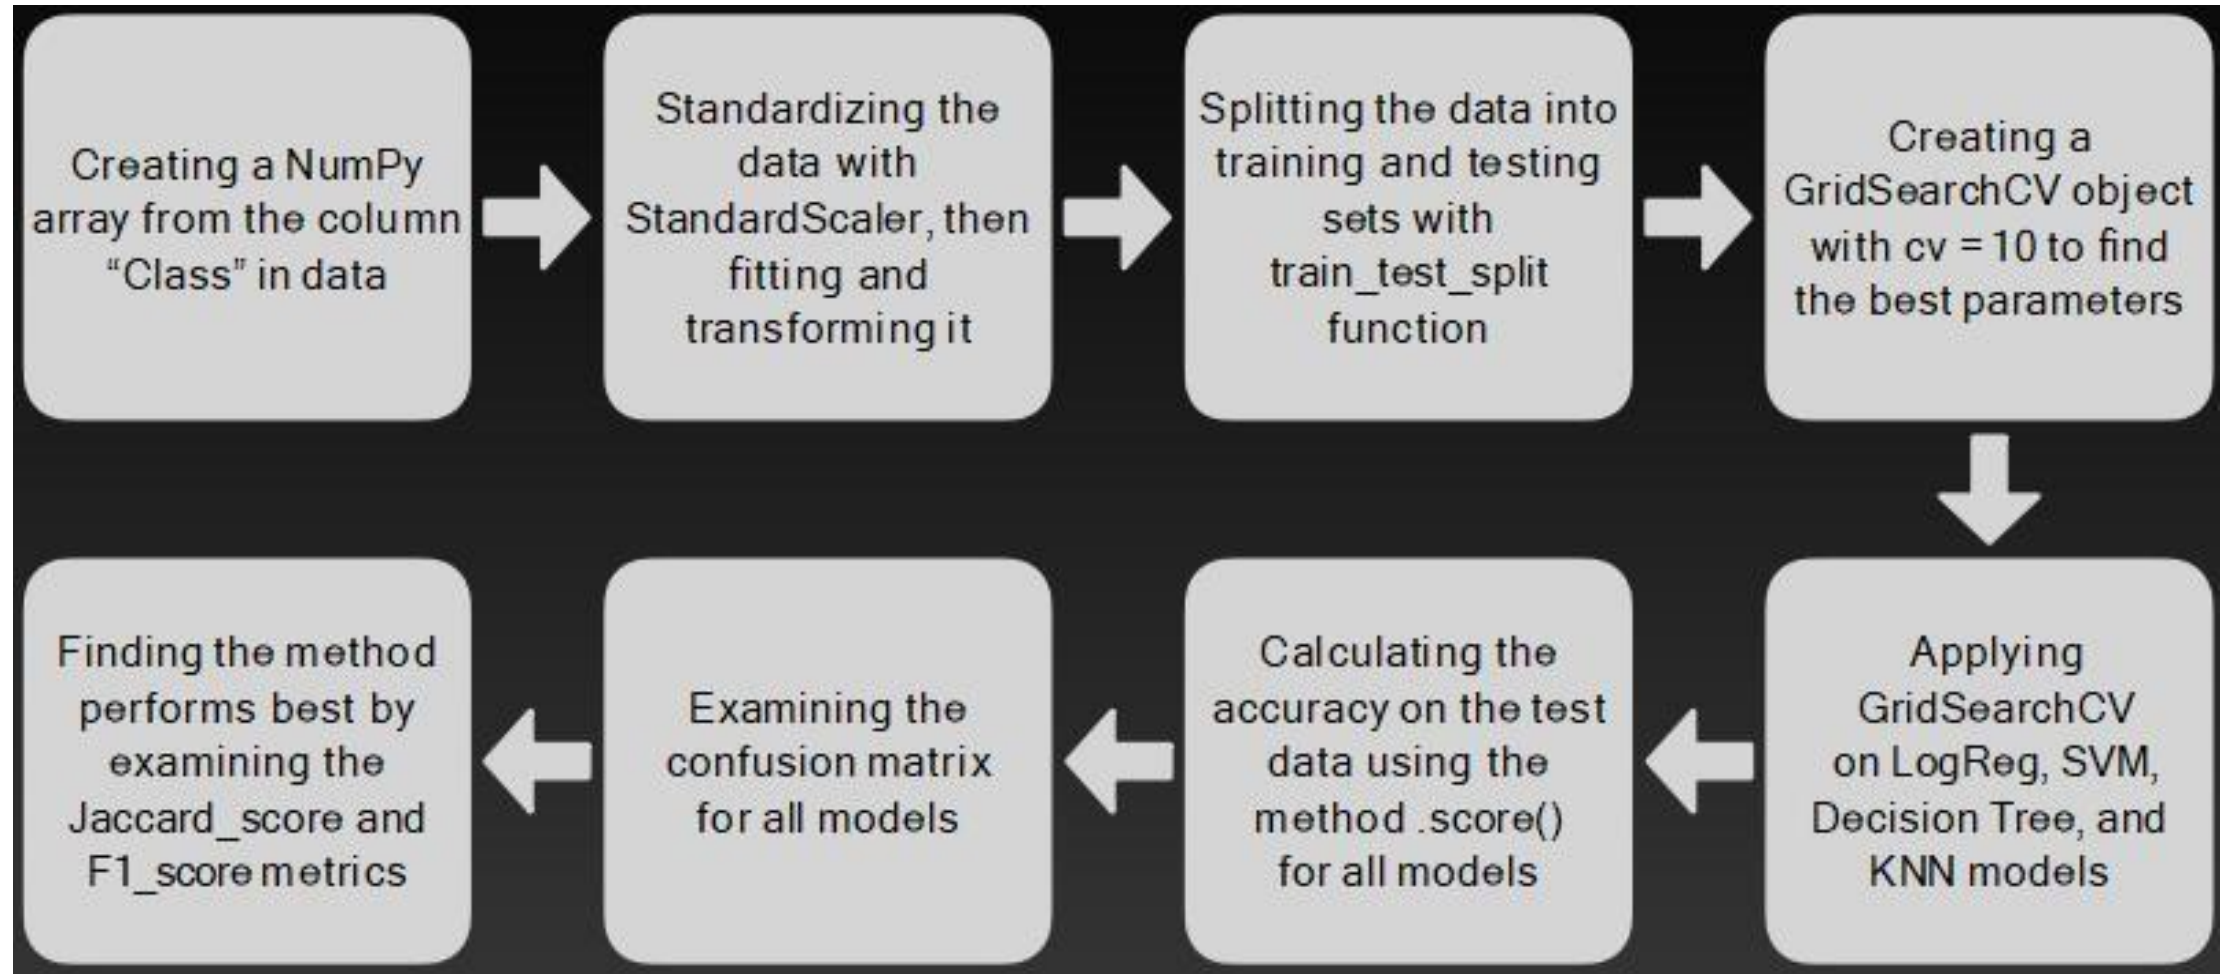 Creating a NumPy
array from the column
“Class” in data
Standardizing the
data with
StandardScaler, then
fitting and
transforming it
Splitting the data into
training and testing
sets with
train_test_split
function
Creating a
GridSearchCV object
with cv = 10 to find
the best parameters
Applying
GridSearchCV
on LogReg, SVM,
Decision Tree, and
KNN models
Calculating the
accuracy on the test
data using the
method .score()
for all models
Examining the
confusion matrix
for all models
Finding the method
performs best by
examining the
Jaccard_score and
F1_score metrics